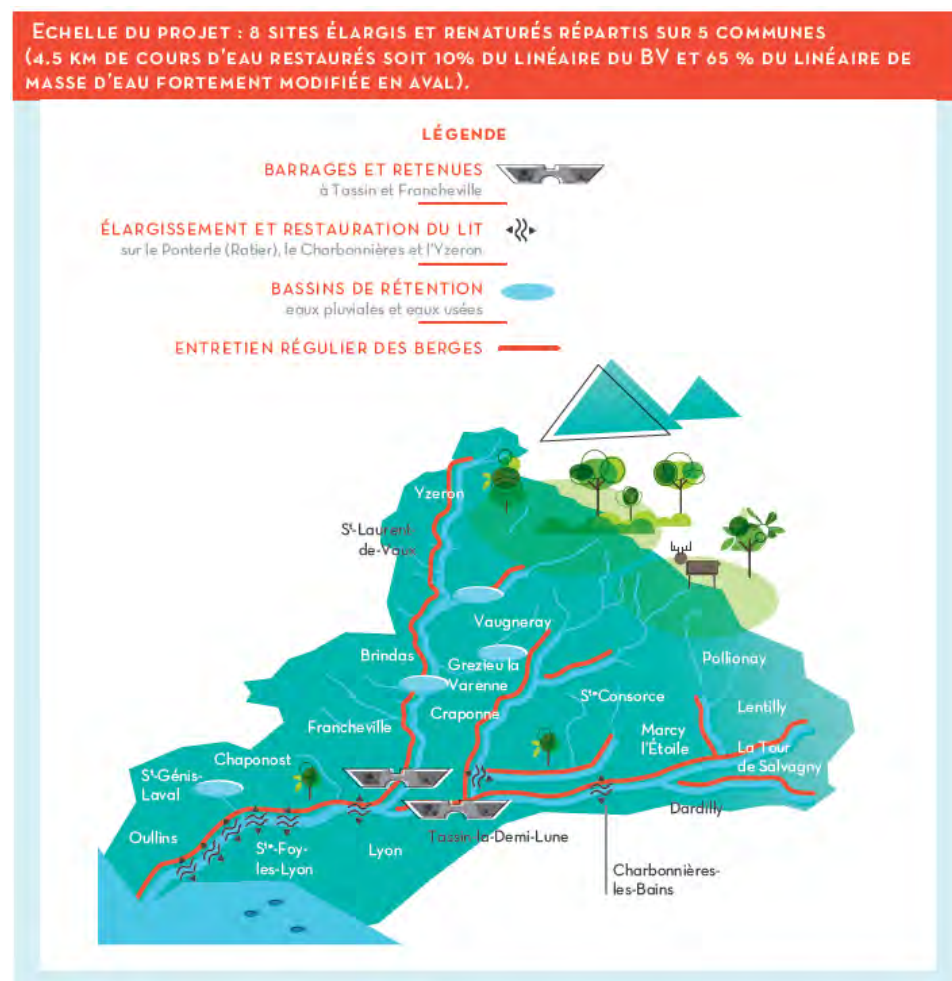 ECHELLE DU PROJET : 8 SITES ÉLARGIS ET RENATURÉS RÉPARTIS SUR 5 COMMUNES
(4.5 KM DE COURS D'EAU RESTAURÉS SOIT 10% DU LINÉAIRE DU BV ET 65 % DU LINÉAIRE DE
MASSE D'EAU FORTEMENT MODIFIÉE EN AVAL).
LÉGENDE
BARRAGES ET RETENUES
à Tassin et Francheville
ÉLARGISSEMENT ET RESTAURATION DU LIT
sur le Ponterle (Ratier), le Charbonnières et l'Yzeron
BASSINS DE RÉTENTION
eaux pluviales et eaux usées
ENTRETIEN RÉGULIER DES BERGES
Yzeron
St-Laurent-
de-Vaux
Vaugneray
Brindas
Grezieu la
Varenne
Pollionay
Ste Consorce
Craponne
Lentilly
Francheville
Marcy
l'Étoile
La Tour
de Salvagny
Chaponost
St-Génis-
Laval
Dardilly
Oullins
Tassin la-Demi-Lune
Ste-Foy-
les-Lyon
Lyon
Charbonnières-
les-Bains